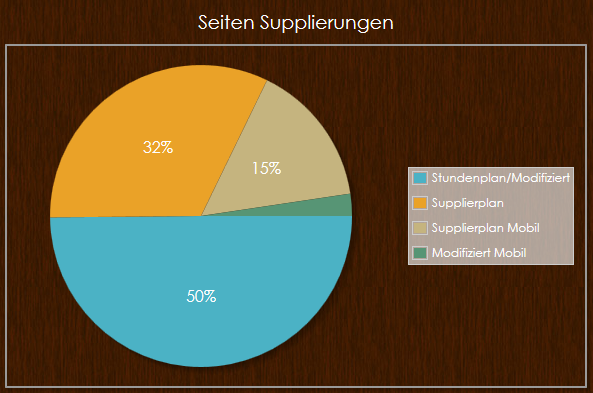 Seiten Supplierungen
32%
15%
50%
Stundenplan/Modifiziert
Supplierplan
Supplierplan Mobil
Modifiziert Mobil